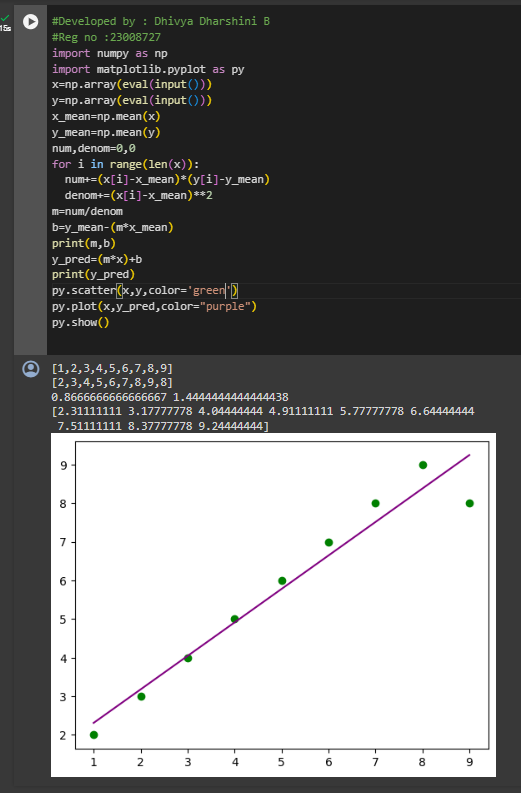 15s
#Developed by : Dhivya Dharshini B
#Reg no :23008727
import numpy as np
import matplotlib.pyplot as py
x=np.array(eval(input()))
y=np.array(eval(input()))
x_mean=np.mean(x)
y_mean=np.mean(y)
num,denom=0,0
for i in range(len(x)):
  num+=(x[i]-x_mean)*(y[i]-y_mean)
  denom+=(x[i]-x_mean)**2
m=num/denom
b=y_mean-(m*x_mean)
print(m,b)
y_pred=(m*x)+b
print(y_pred)
py.scatter(x,y,color='green')
py.plot(x,y_pred,color="purple")
py.show()
[1,2,3,4,5,6,7,8,9]
[2,3,4,5,6,7,8,9,8]
0.8666666666666667 1.4444444444444438
[2.31111111 3.17777778 4.04444444 4.91111111 5.77777778 6.64444444
 7.51111111 8.37777778 9.24444444]
9
8
7
6
5
4
3
2
1 2 3 4 5 6 7 8 9